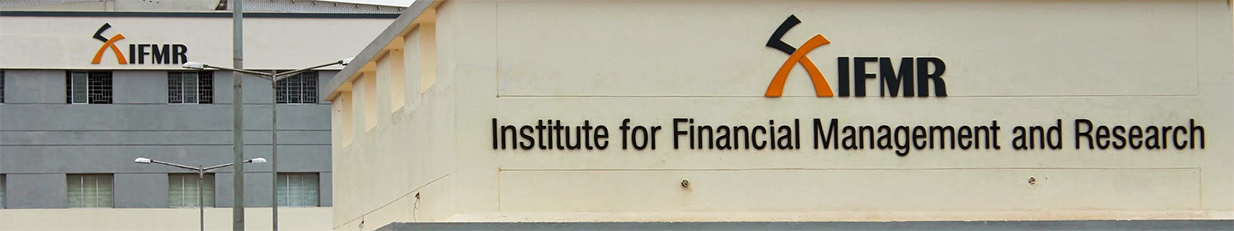 IFMR
IFMR
Institute for Financial Management and Research